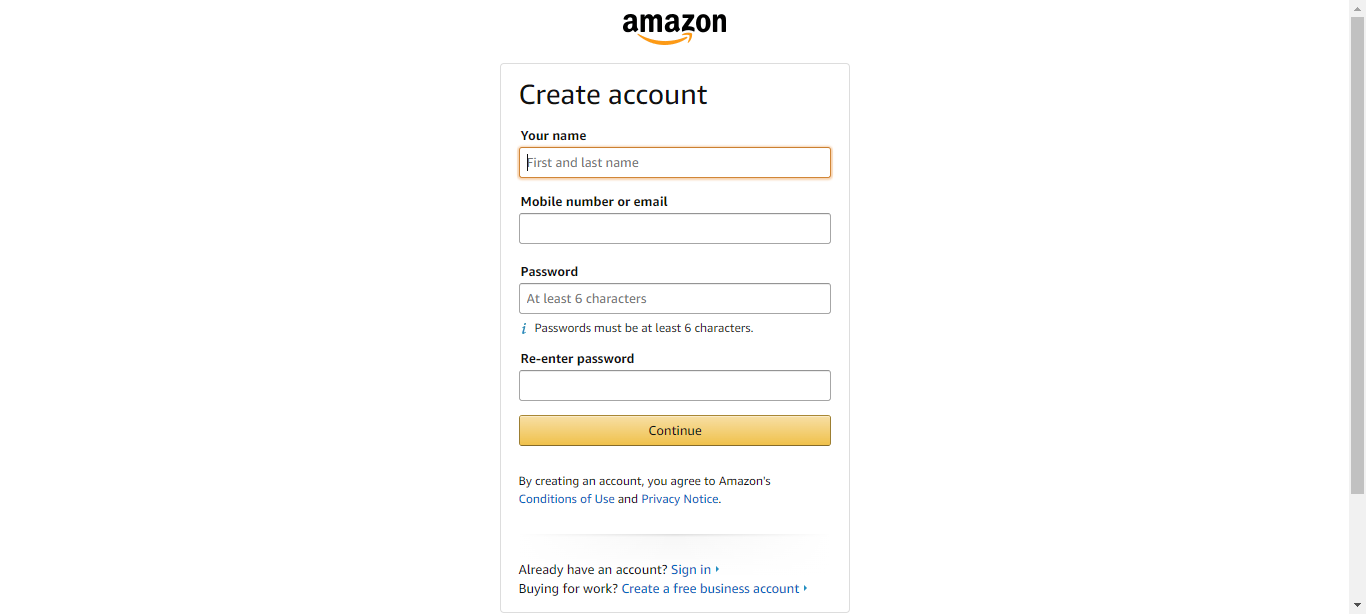 amazon
Create account
Your name
First and last name
Mobile number or email
Password
At least 6 characters
i Passwords must be at least 6 characters.
Re-enter password
Continue
By creating an account, you agree to Amazon's
Conditions of Use and Privacy Notice.
Already have an account? Sign in
Buying for work? Create a free business account